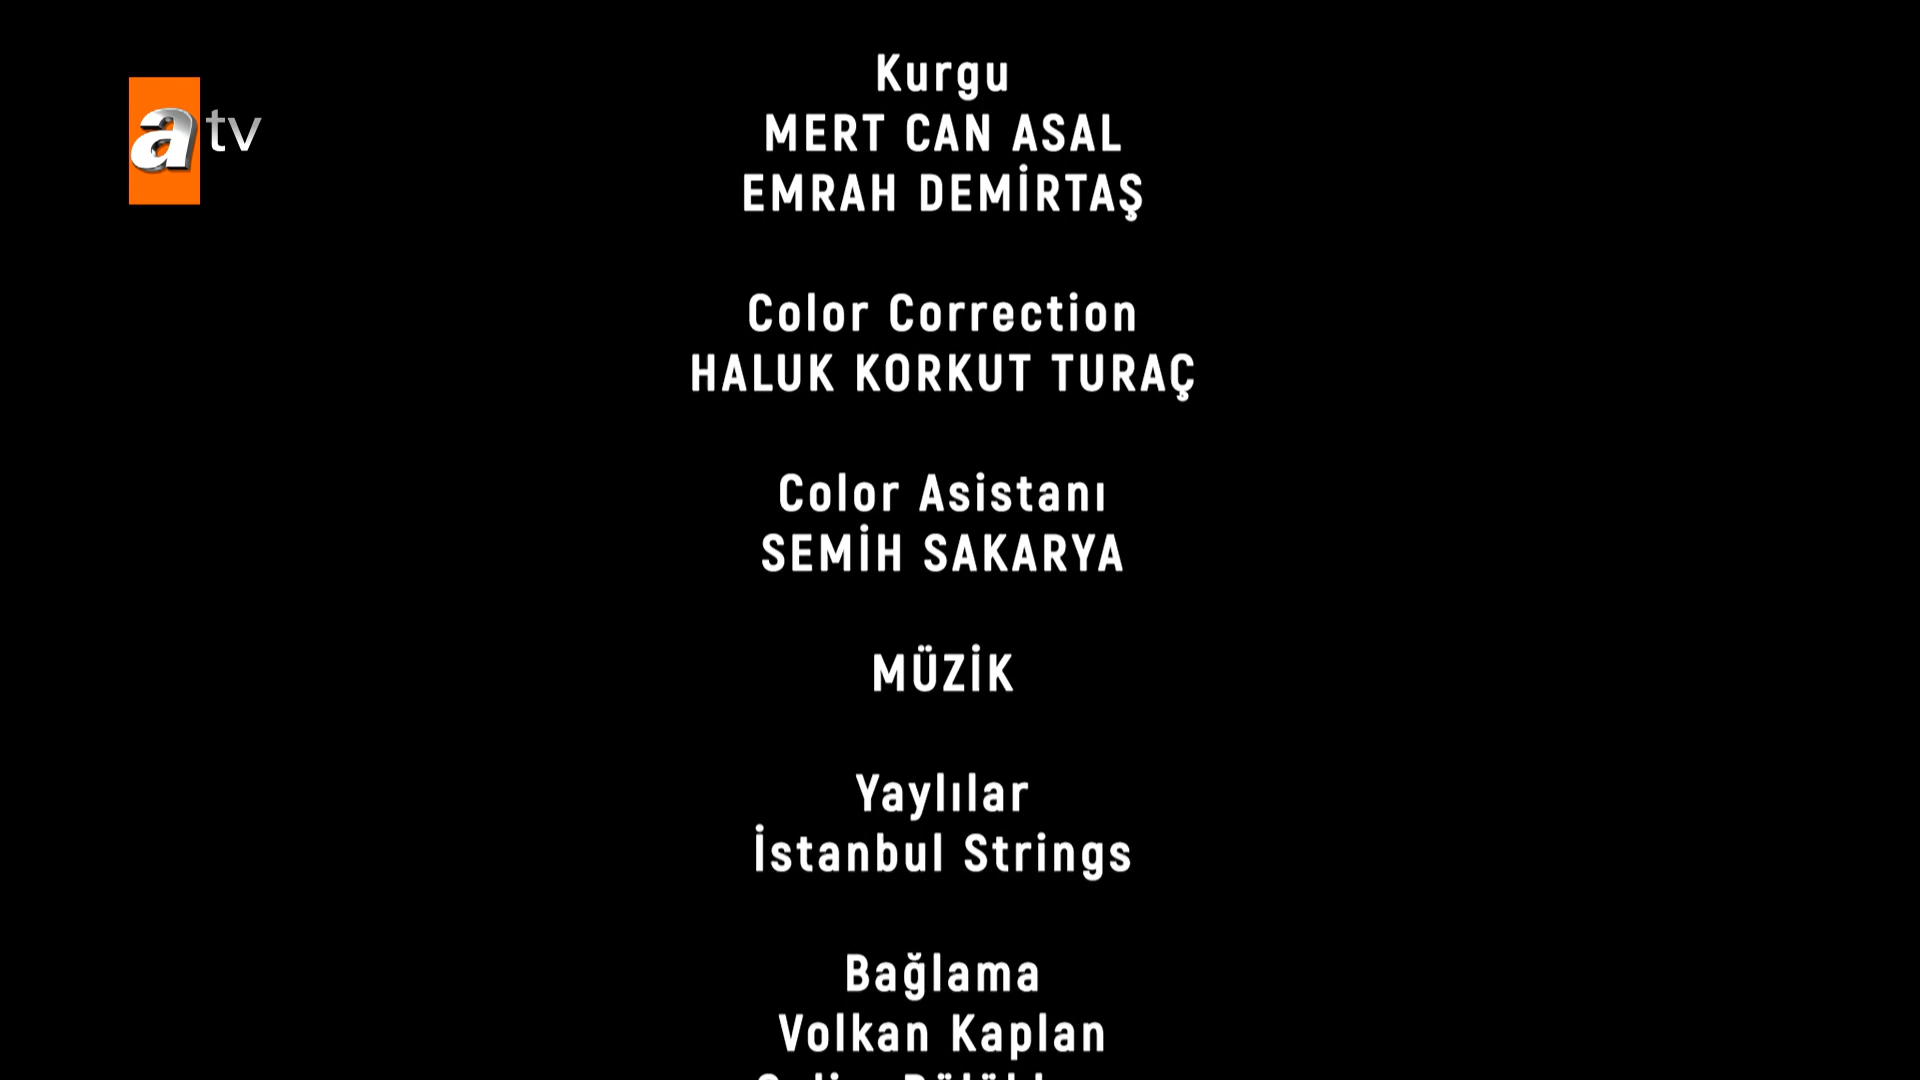 atv
Kurgu
MERT CAN ASAL
EMRAH DEMİRTAŞ
Color Correction
HALUK KORKUT TURAÇ
Color Asistanı
SEMİH SAKARYA
MÜZİK
Yaylılar
İstanbul Strings
Bağlama
Volkan Kaplan